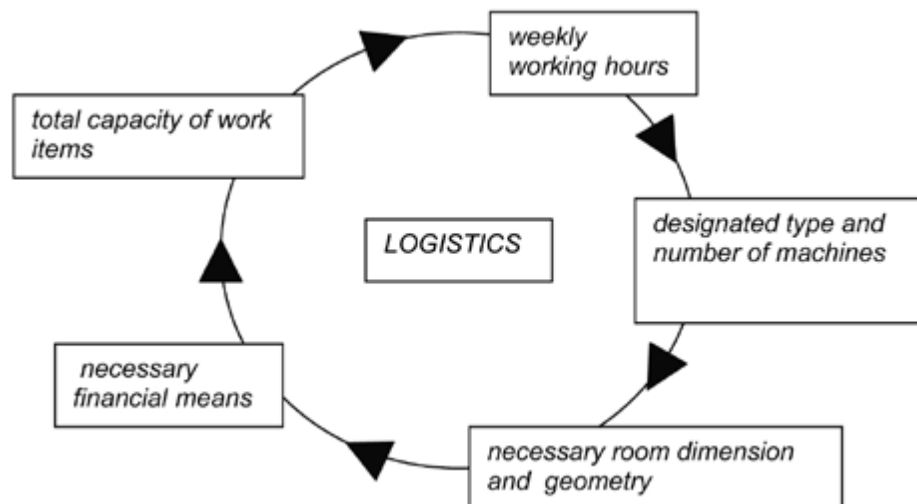 weekly
working hours
total capacity of work
items
designated type and
number of machines
LOGISTICS
necessary
financial means
necessary room dimension
and geometry